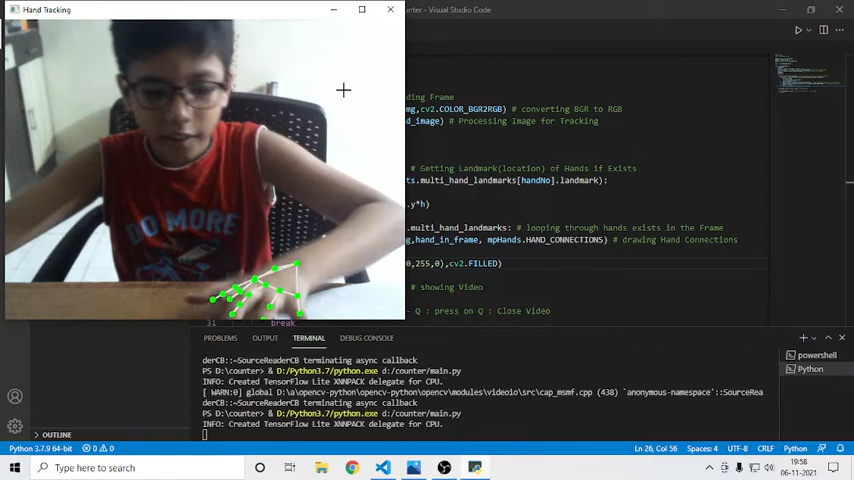 Hand Tracking
ounter - Visual Studio Code
ding Frame
mg,cv2.COLOR_BGR2RGB) # converting BGR to RGB
d_image) # Processing Image for Tracking
# Getting Landmark(location) of Hands if Exists
ts.multi_hand_landmarks[handNo].landmark):
.y*h)
.multi_hand_landmarks: # looping through hands exists in the Frame
g,hand_in_frame, mpHands.HAND_CONNECTIONS) # drawing Hand Connections
0,255,0),cv2.FILLED)
# showing Video
- Q : press on Q : Close Video
31 break
DO MORE
PROBLEMS OUTPUT TERMINAL DEBUG CONSOLE
powershell
Python
derCB::~SourceReaderCB terminating async callback
PS D:\counter> & D:/Python3.7/python.exe d:/counter/main.py
INFO: Created TensorFlow Lite XNNPACK delegate for CPU.
[ WARN:0] global D:\a\opencv-python\opencv-python\opencv\modules\videoio\src\cap_msmf.cpp (438) `anonymous-namespace'::SourceRea
derCB::~SourceReaderCB terminating async callback
PS D:\counter> & D:/Python3.7/python.exe d:/counter/main.py
INFO: Created TensorFlow Lite XNNPACK delegate for CPU.
OUTLINE
Python 3.7.9 64-bit 0 0 Ln 26, Col 56 Spaces: 4 UTF-8 CRLF Python
Type here to search
19:58
06-11-2021